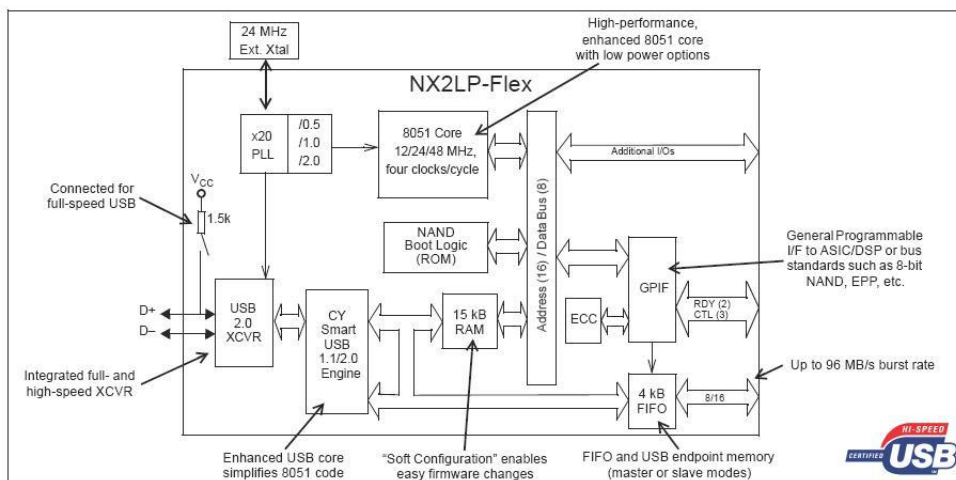 24 MHz
Ext. Xtal
High-performance,
enhanced 8051 core
with low power options
NX2LP-Flex
x20
PLL
/0.5
/1.0
/2.0
8051 Core
12/24/48 MHz,
four clocks/cycle
Additional I/Os
Connected for
full-speed USB
VCC
1.5k
NAND
Boot Logic
(ROM)
Address (16) / Data Bus (8)
General Programmable
I/F to ASIC/DSP or bus
standards such as 8-bit
NAND, EPP, etc.
GPIF
RDY (2)
CTL (3)
ECC
D+
D–
USB
2.0
XCVR
CY
Smart
USB
1.1/2.0
Engine
15 kB
RAM
Integrated full- and
high-speed XCVR
Up to 96 MB/s burst rate
4 kB
FIFO
8/16
Enhanced USB core
simplifies 8051 code
“Soft Configuration” enables
easy firmware changes
FIFO and USB endpoint memory
(master or slave modes)
HI-SPEED
CERTIFIED
USB